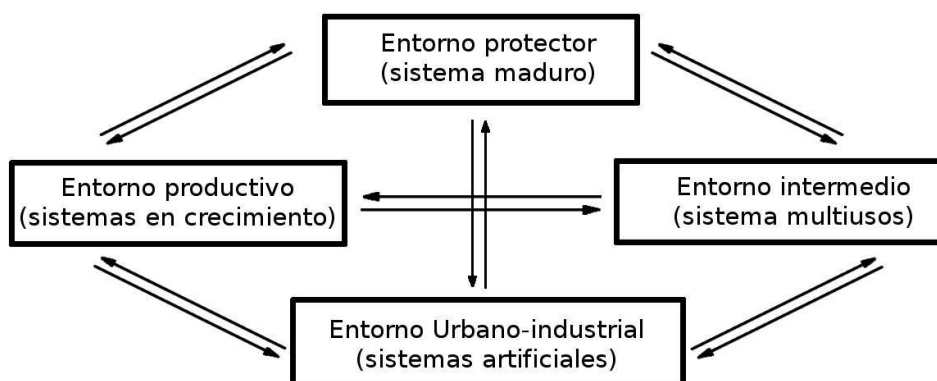 Entorno protector
(sistema maduro)
Entorno productivo
(sistemas en crecimiento)
Entorno intermedio
(sistema multiusos)
Entorno Urbano-industrial
(sistemas artificiales)